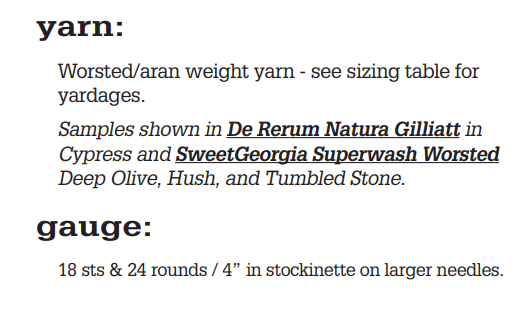 yarn:
Worsted/aran weight yarn - see sizing table for
yardages.
Samples shown in De Rerum Natura Gilliatt in
Cypress and SweetGeorgia Superwash Worsted
Deep Olive, Hush, and Tumbled Stone.
gauge:
18 sts & 24 rounds / 4” in stockinette on larger needles.